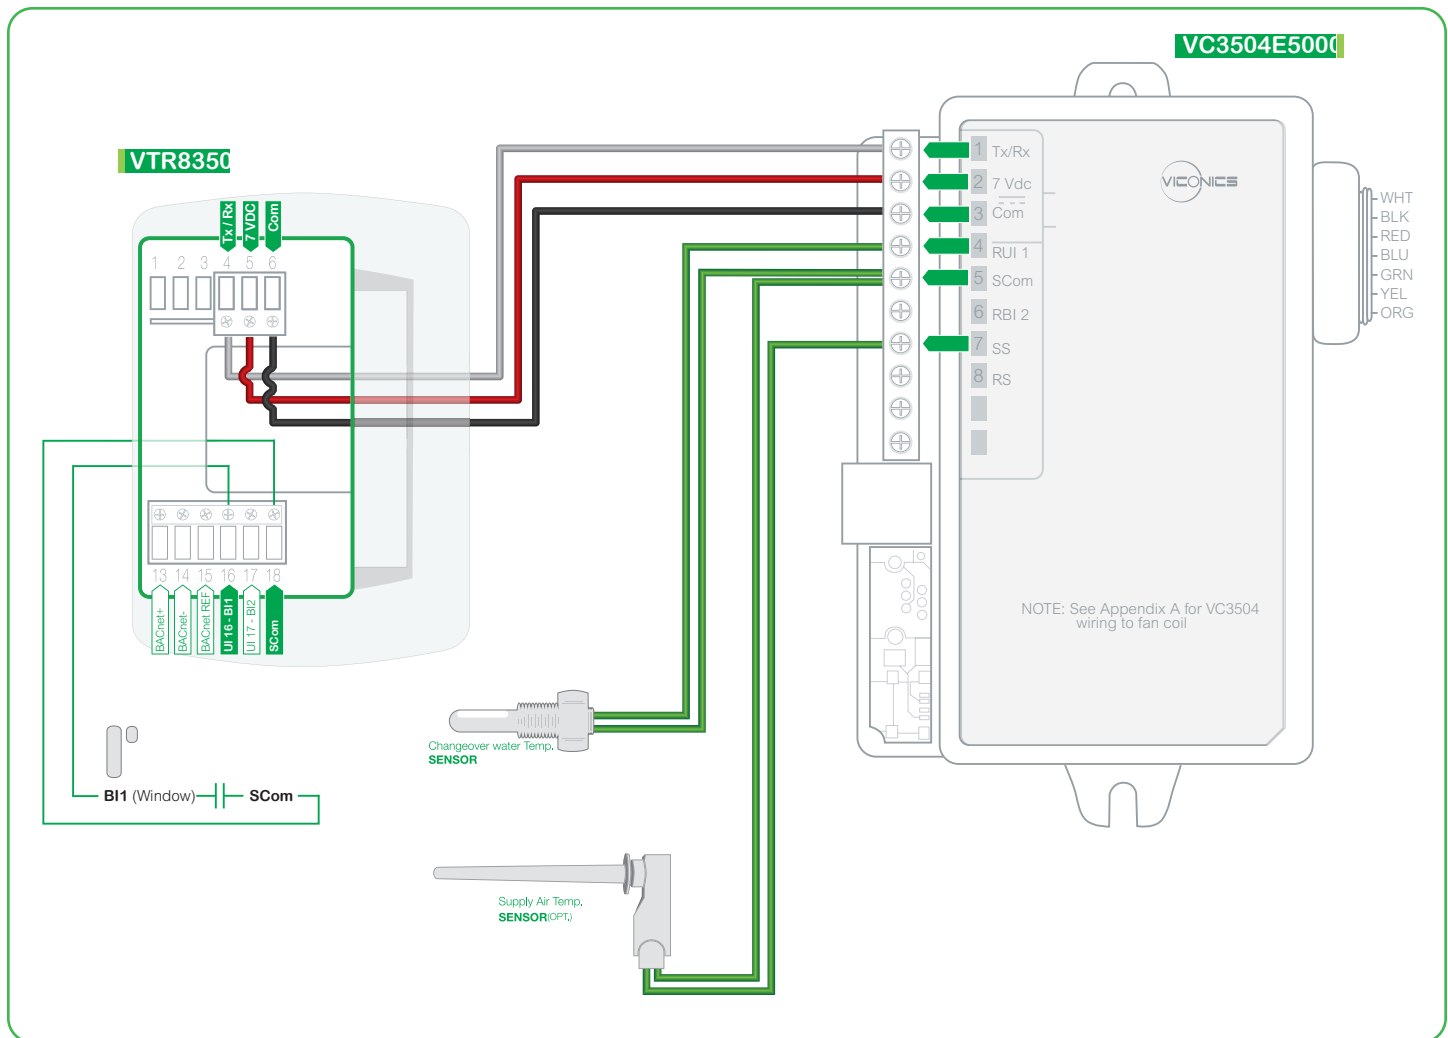 VC3504E5000
VTR8350
Tx / Rx
7 VDC
Com
1 2 3 4 5 6
1 Tx/Rx
2 7 Vdc
3 Com
4 RUI 1
5 SCom
6 RBI 2
7 SS
8 RS
VICONICS
WHT
BLK
RED
BLU
GRN
YEL
ORG
13 14 15 16 17 18
BACnet+
BACnet-
BACnet REF
UI 16 - BI1
UI 17 - BI2
SCom
NOTE: See Appendix A for VC3504
wiring to fan coil
Changeover water Temp.
SENSOR
BI1 (Window) SCom
Supply Air Temp.
SENSOR(OPT.)